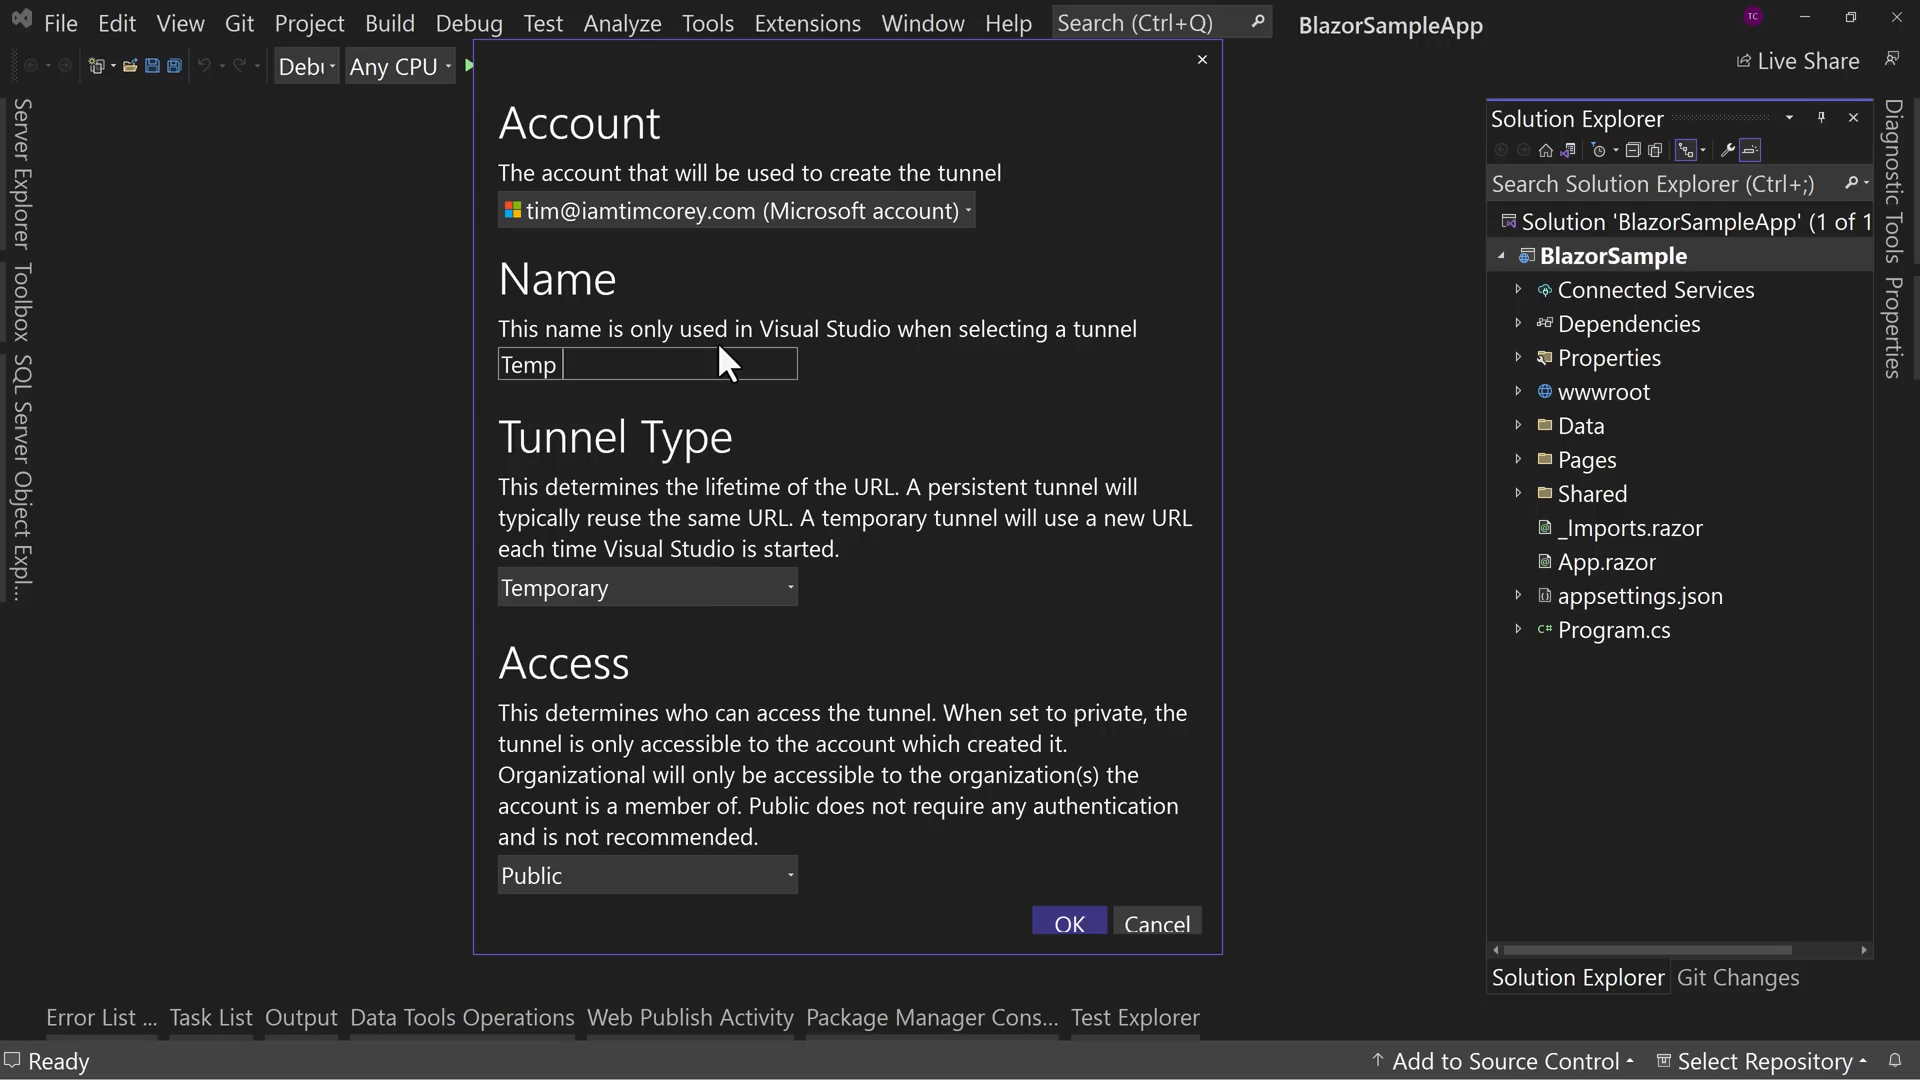 File Edit View Git Project Build Debug Test Analyze Tools Extensions Window Help Search (Ctrl+Q) BlazorSampleApp TC
Debu Any CPU Live Share
Server Explorer
Toolbox
SQL Server Object Expl...
Account
The account that will be used to create the tunnel
tim@iamtimcorey.com (Microsoft account)
Name
This name is only used in Visual Studio when selecting a tunnel
Temp
Tunnel Type
This determines the lifetime of the URL. A persistent tunnel will
typically reuse the same URL. A temporary tunnel will use a new URL
each time Visual Studio is started.
Temporary
Access
This determines who can access the tunnel. When set to private, the
tunnel is only accessible to the account which created it.
Organizational will only be accessible to the organization(s) the
account is a member of. Public does not require any authentication
and is not recommended.
Public
OK Cancel
Solution Explorer
Search Solution Explorer (Ctrl+;)
Solution 'BlazorSampleApp' (1 of 1
BlazorSample
Connected Services
Dependencies
Properties
wwwroot
Data
Pages
Shared
_Imports.razor
App.razor
appsettings.json
C# Program.cs
Solution Explorer Git Changes
Diagnostic Tools
Properties
Error List ... Task List Output Data Tools Operations Web Publish Activity Package Manager Cons... Test Explorer
Ready Add to Source Control Select Repository